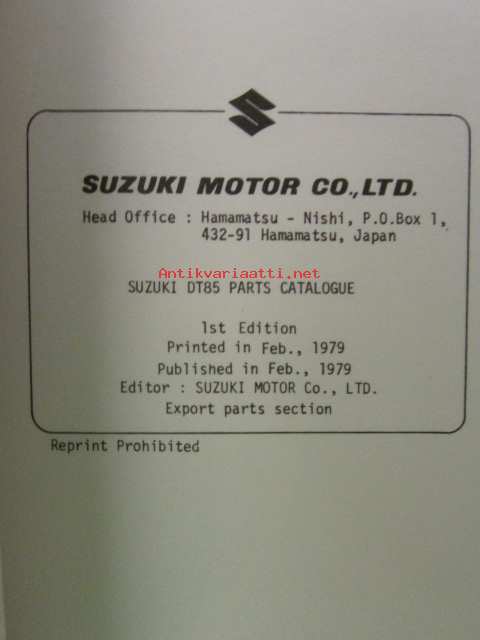 SUZUKI MOTOR CO.,LTD.
Head Office : Hamamatsu - Nishi, P.O.Box 1,
432-91 Hamamatsu, Japan
Antikvariaatti.net
SUZUKI DT85 PARTS CATALOGUE
1st Edition
Printed in Feb., 1979
Published in Feb., 1979
Editor : SUZUKI MOTOR Co., LTD.
Export parts section
Reprint Prohibited